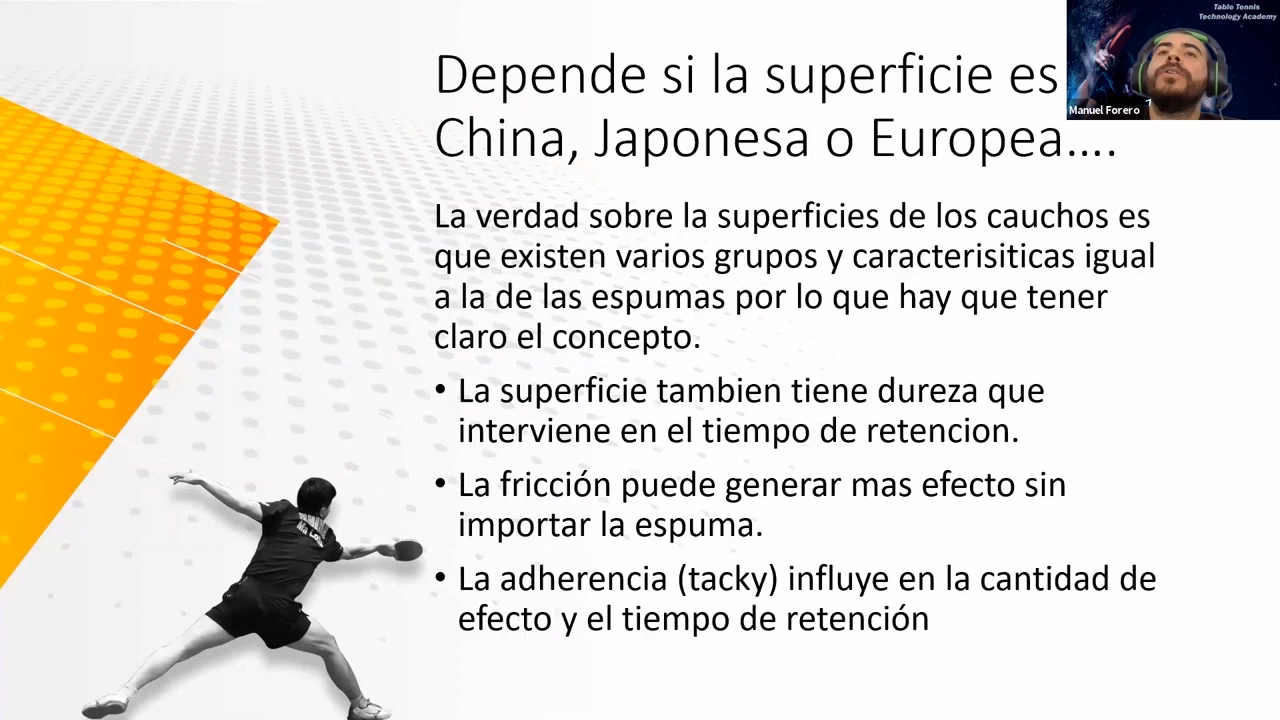 Depende si la superficie es
China, Japonesa o Europea....
La verdad sobre la superficies de los cauchos es
que existen varios grupos y caracterisiticas igual
a la de las espumas por lo que hay que tener
claro el concepto.
• La superficie tambien tiene dureza que
interviene en el tiempo de retencion.
• La fricción puede generar mas efecto sin
importar la espuma.
• La adherencia (tacky) influye en la cantidad de
efecto y el tiempo de retención
Table Tennis
Technology Academy
Manuel Forero